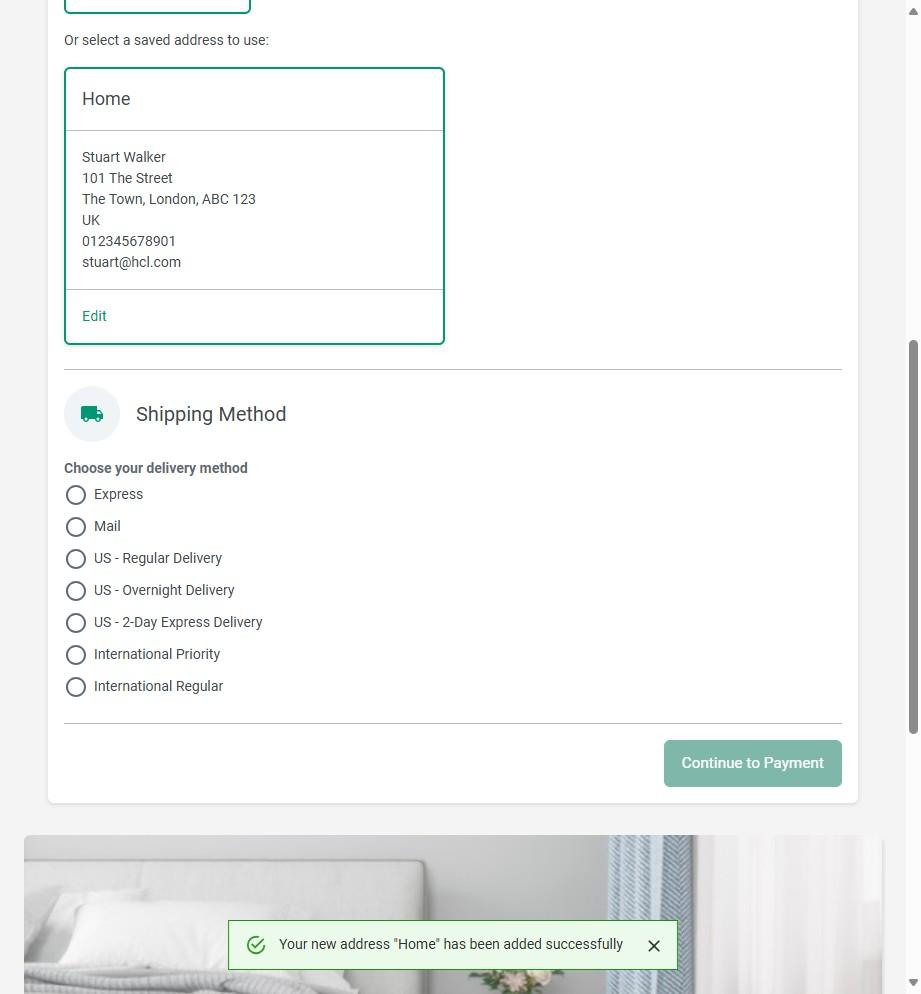 Or select a saved address to use:
Home
Stuart Walker
101 The Street
The Town, London, ABC 123
UK
012345678901
stuart@hcl.com
Edit
Shipping Method
Choose your delivery method
Express
Mail
US - Regular Delivery
US - Overnight Delivery
US - 2-Day Express Delivery
International Priority
International Regular
Continue to Payment
Your new address "Home" has been added successfully